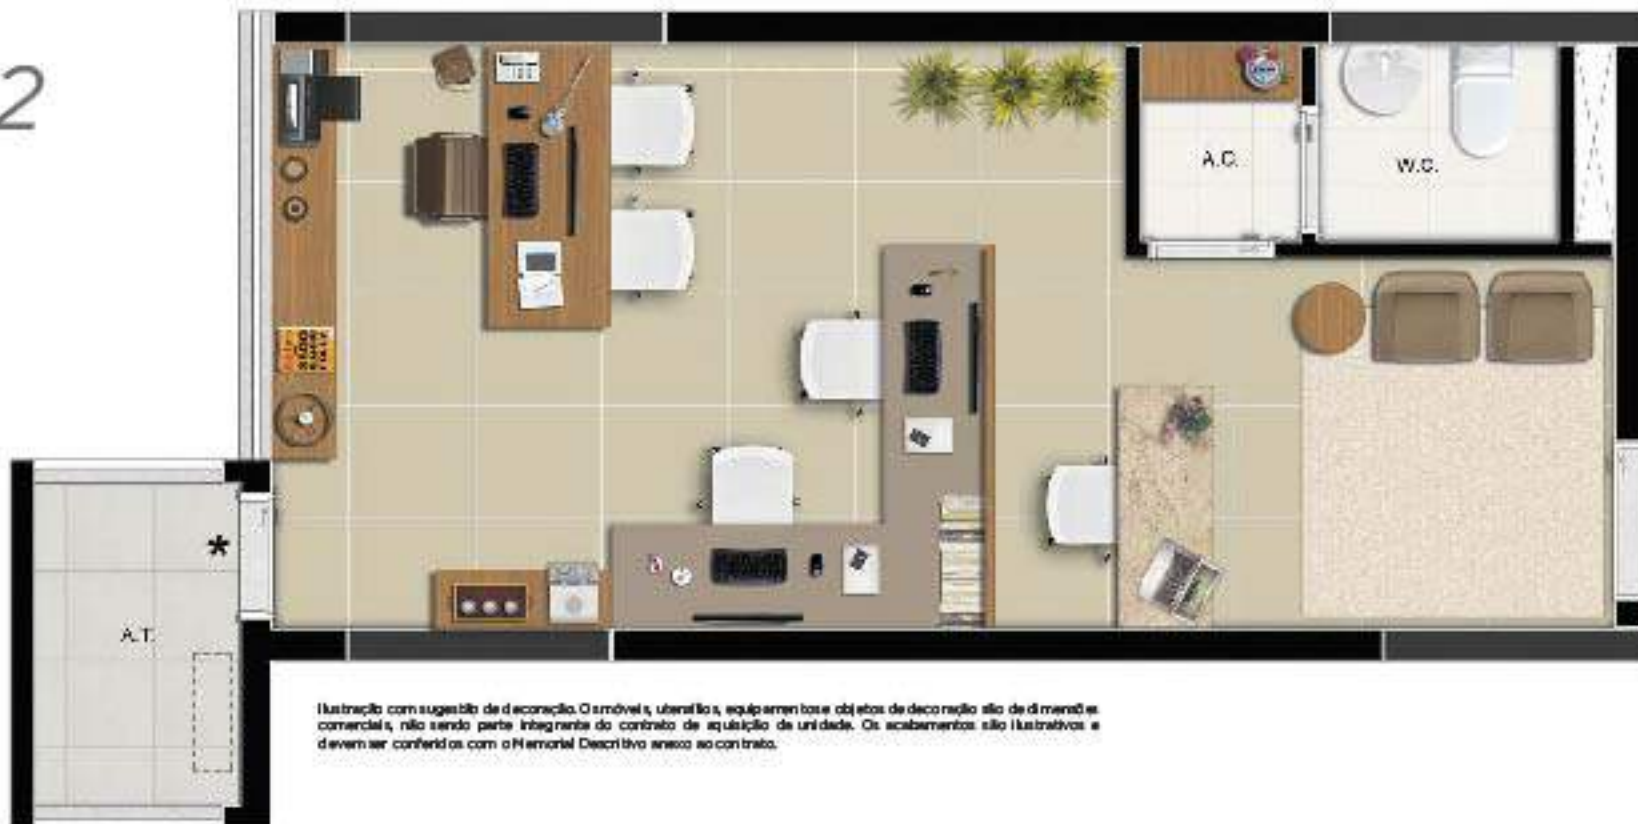 2
A.C.
W.C.
*
A.T.
Ilustração com sugestão de decoração. Os móveis, utensílios, equipamentos e objetos de decoração são de dimensões
comerciais, não sendo parte integrante do contrato de aquisição da unidade. Os acabamentos são ilustrativos e
devem ser conferidos com o Memorial Descritivo anexo ao contrato.